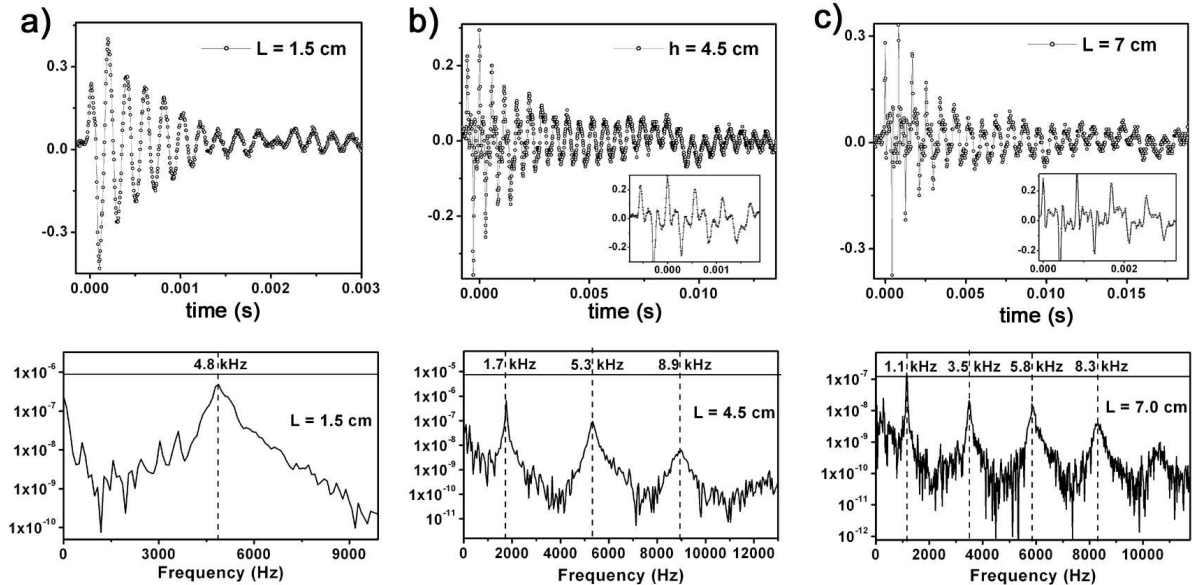 a)
L = 1.5 cm
0.3
0.0
-0.3
0.000 0.001 0.002 0.003
time (s)
b)
h = 4.5 cm
0.2
0.0
-0.2
0.2
0.0
-0.2
0.000 0.001
0.000 0.005 0.010
time (s)
c)
L = 7 cm
0.3
0.0
-0.3
0.3
0.0
-0.3
0.000 0.002
0.000 0.005 0.010 0.015
time (s)
4.8 kHz
1x10-6
1x10-7
1x10-8
1x10-9
1x10-10
L = 1.5 cm
0 3000 6000 9000
Frequency (Hz)
1.7 kHz 5.3 kHz 8.9 kHz
1x10-5
1x10-6
1x10-7
1x10-8
1x10-9
1x10-10
10-11
L = 4.5 cm
0 2000 4000 6000 8000 10000 12000
Frequency (Hz)
1.1 kHz 3.5 kHz 5.8 kHz 8.3 kHz
1x10-7
1x10-8
1x10-9
1x10-10
10-11
10-12
L = 7.0 cm
0 2000 4000 6000 8000 10000
Frequency (Hz)